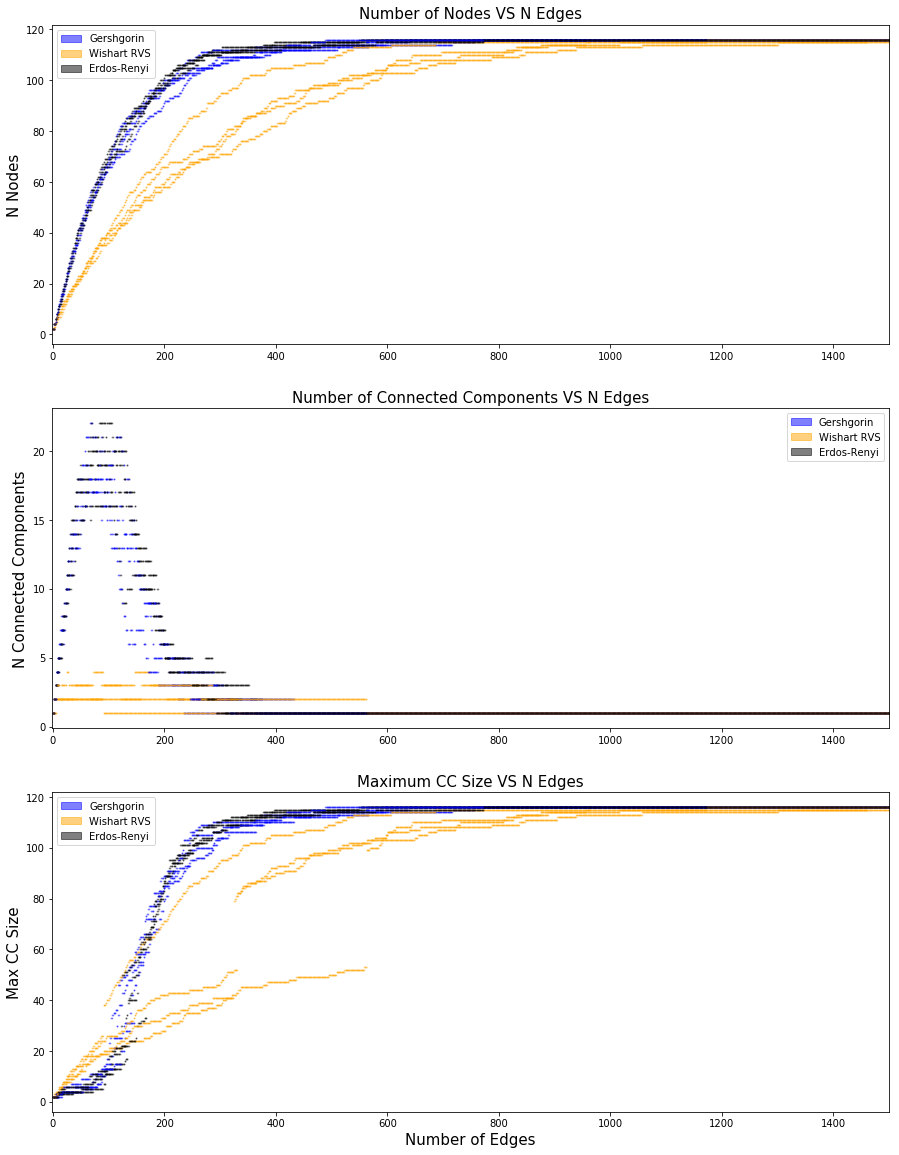 Number of Nodes VS N Edges
N Nodes
120
100
80
60
40
20
0
Gershgorin
Wishart RVS
Erdos-Renyi
0 200 400 600 800 1000 1200 1400
Number of Connected Components VS N Edges
N Connected Components
20
15
10
5
0
Gershgorin
Wishart RVS
Erdos-Renyi
0 200 400 600 800 1000 1200 1400
Maximum CC Size VS N Edges
Max CC Size
120
100
80
60
40
20
0
Gershgorin
Wishart RVS
Erdos-Renyi
0 200 400 600 800 1000 1200 1400
Number of Edges